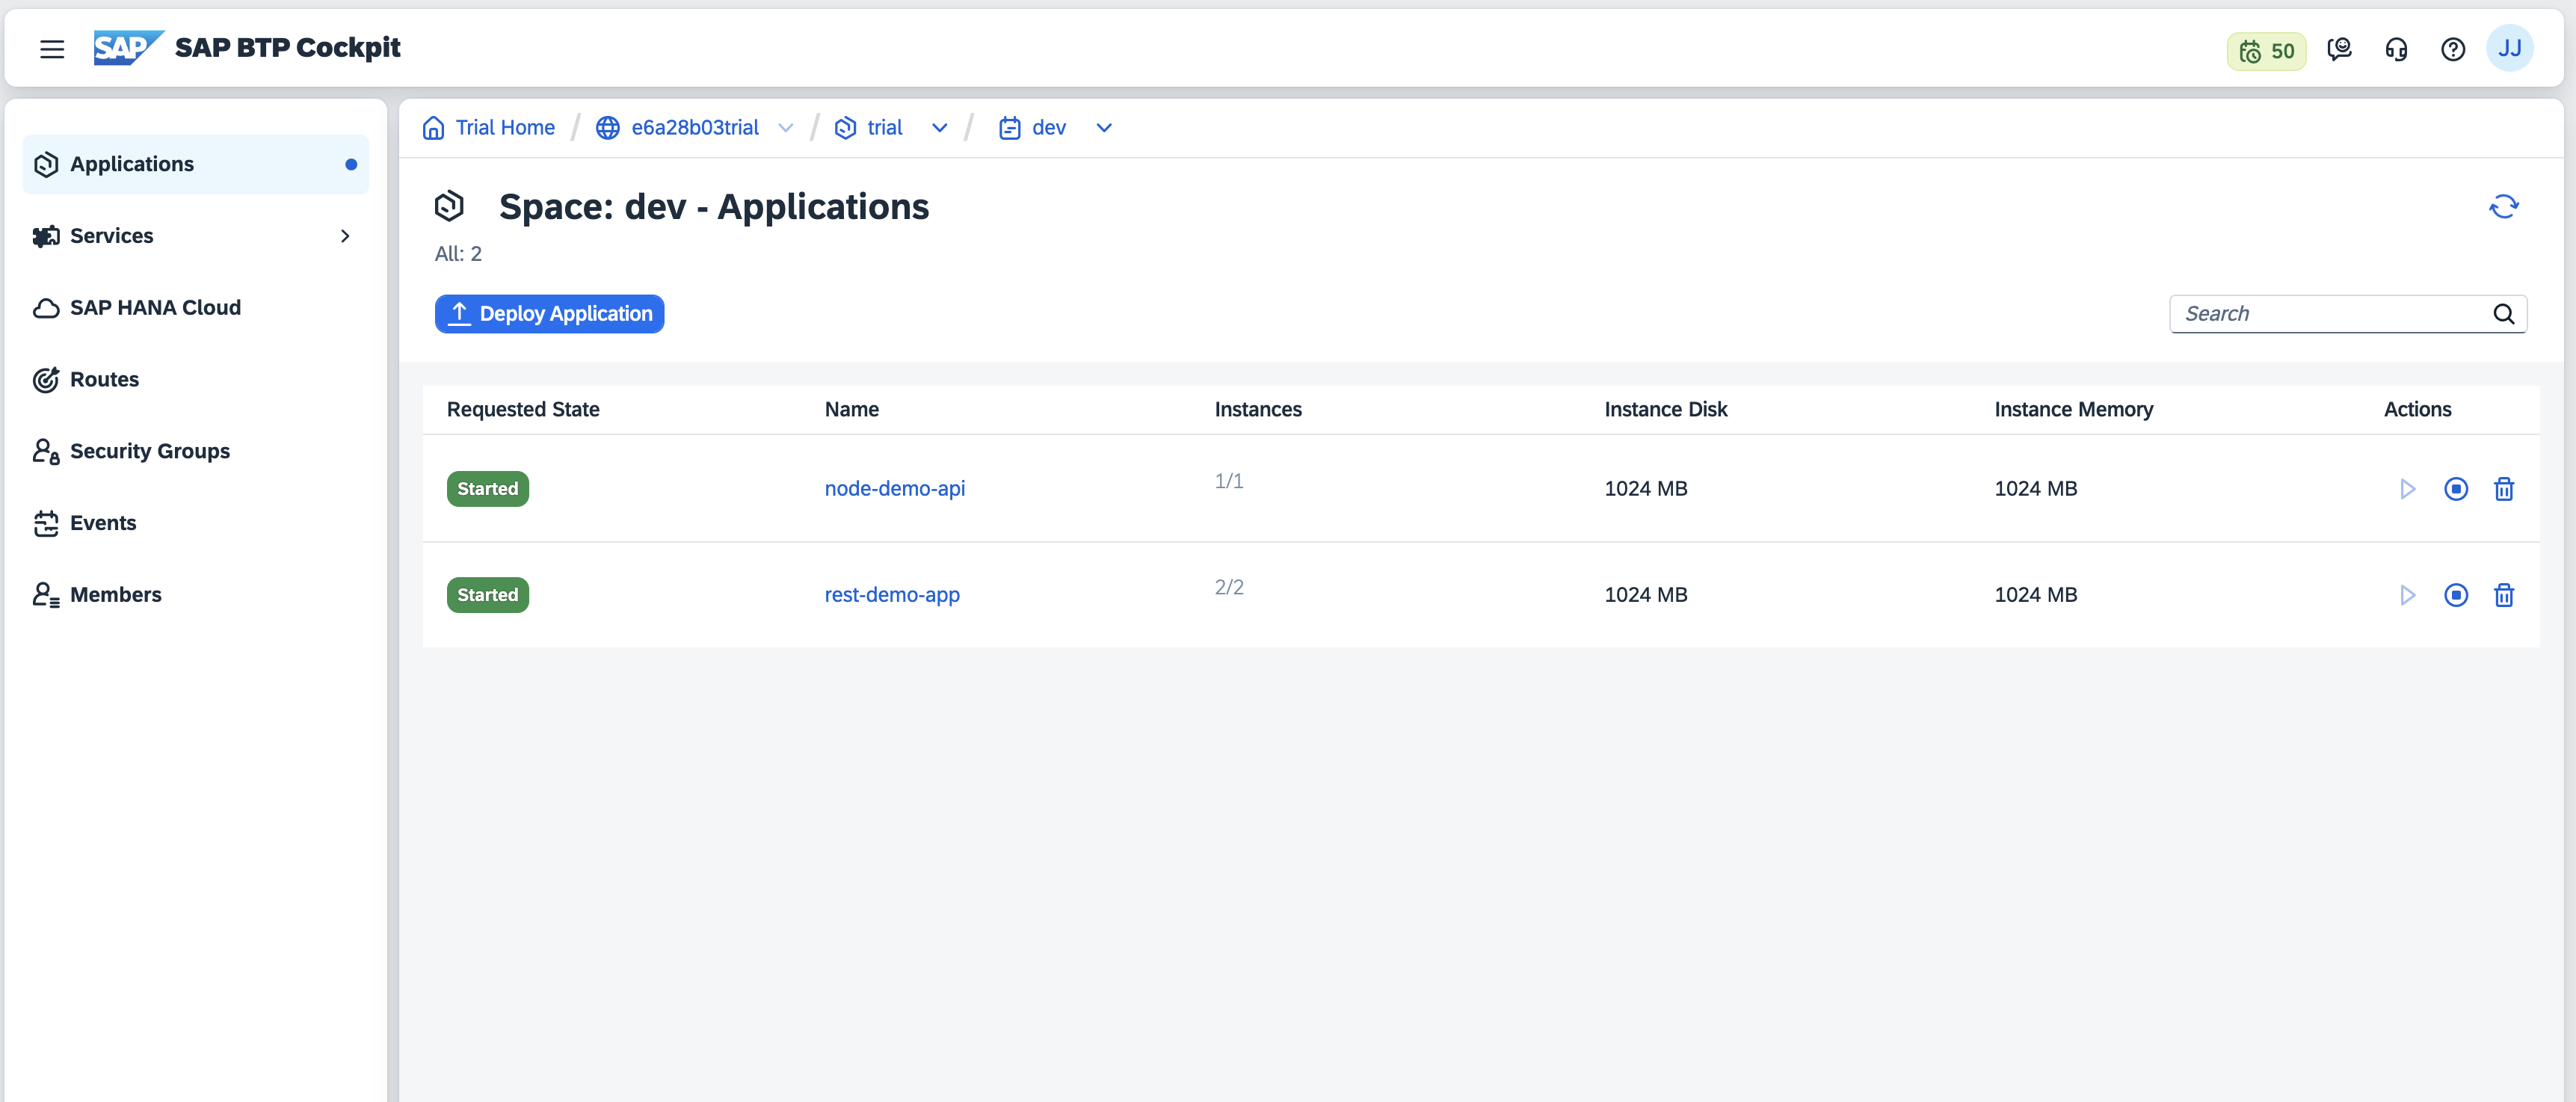 SAP SAP BTP Cockpit 50 JJ
Applications
Services
SAP HANA Cloud
Routes
Security Groups
Events
Members
Trial Home / e6a28b03trial / trial / dev
Space: dev - Applications
All: 2
Deploy Application Search
Requested State Name Instances Instance Disk Instance Memory Actions
Started node-demo-api 1/1 1024 MB 1024 MB
Started rest-demo-app 2/2 1024 MB 1024 MB